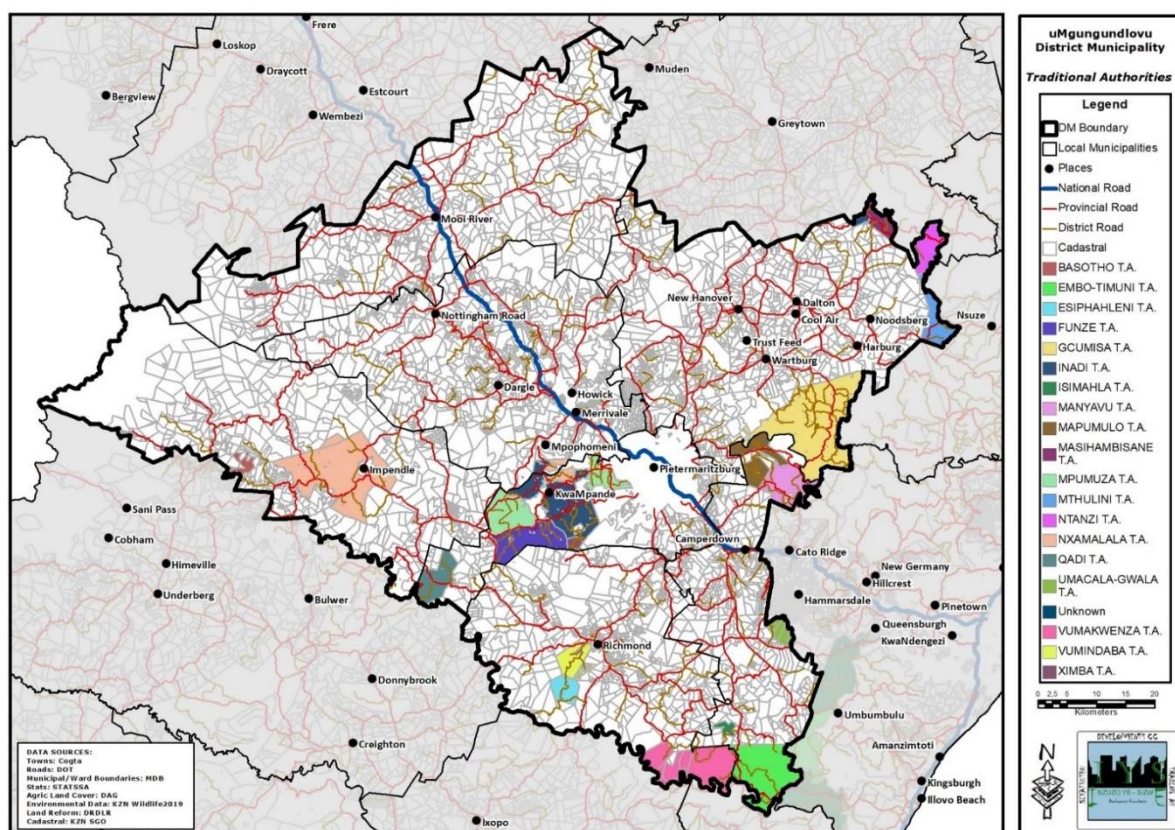 Frere
Loskop
Draycott
Muden
Bergview
Estcourt
Wembezi
Greytown
Mooi River
New Hanover
Dalton
Nottingham Road
Cool Air
Noodsberg
Nsuze
Trust Feed
Harburg
Wartburg
Dargle
Howick
Merrivale
Mpophomeni
Impendle
Pietermaritzburg
KwaMpande
Sani Pass
Cobham
Camperdown
Cato Ridge
Himeville
New Germany
Hillcrest
Underberg
Bulwer
Hammarsdale
Pinetown
Queensburgh
KwaNdengezi
Richmond
Donnybrook
Umbumbulu
Creighton
Amanzimtoti
Kingsburgh
Illovo Beach
Ixopo
DATA SOURCES:
Towns: Cogta
Roads: DOT
Municipal/Ward Boundaries: MDB
Stats: STATSSA
Agric Land Cover: DAG
Environmental Data: KZN Wildlife2019
Land Reform: DRDLR
Cadastral: KZN SGO
uMgungundlovu
District Municipality
Traditional Authorities
Legend
DM Boundary
Local Municipalities
Places
National Road
Provincial Road
District Road
Cadastral
BASOTHO T.A.
EMBO-TIMUNI T.A.
ESIPHAHLENI T.A.
FUNZE T.A.
GCUMISA T.A.
INADI T.A.
ISIMAHLA T.A.
MANYAVU T.A.
MAPUMULO T.A.
MASIHAMBISANE
T.A.
MPUMUZA T.A.
MTHULINI T.A.
NTANZI T.A.
NXAMALALA T.A.
QADI T.A.
UMACALA-GWALA
T.A.
Unknown
VUMAKWENZA T.A.
VUMINDABA T.A.
XIMBA T.A.
0 2.5 5 10 15 20
Kilometers
N